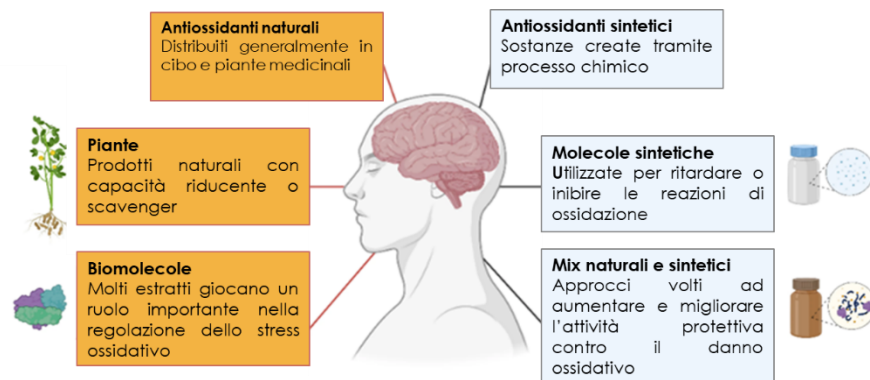 Antiossidanti naturali
Distribuiti generalmente in
cibo e piante medicinali
Antiossidanti sintetici
Sostanze create tramite
processo chimico
Piante
Prodotti naturali con
capacità riducente o
scavenger
Molecole sintetiche
Utilizzate per ritardare o
inibire le reazioni di
ossidazione
Biomolecole
Molti estratti giocano un
ruolo importante nella
regolazione dello stress
ossidativo
Mix naturali e sintetici
Approcci volti ad
aumentare e migliorare
l'attività protettiva
contro il danno
ossidativo